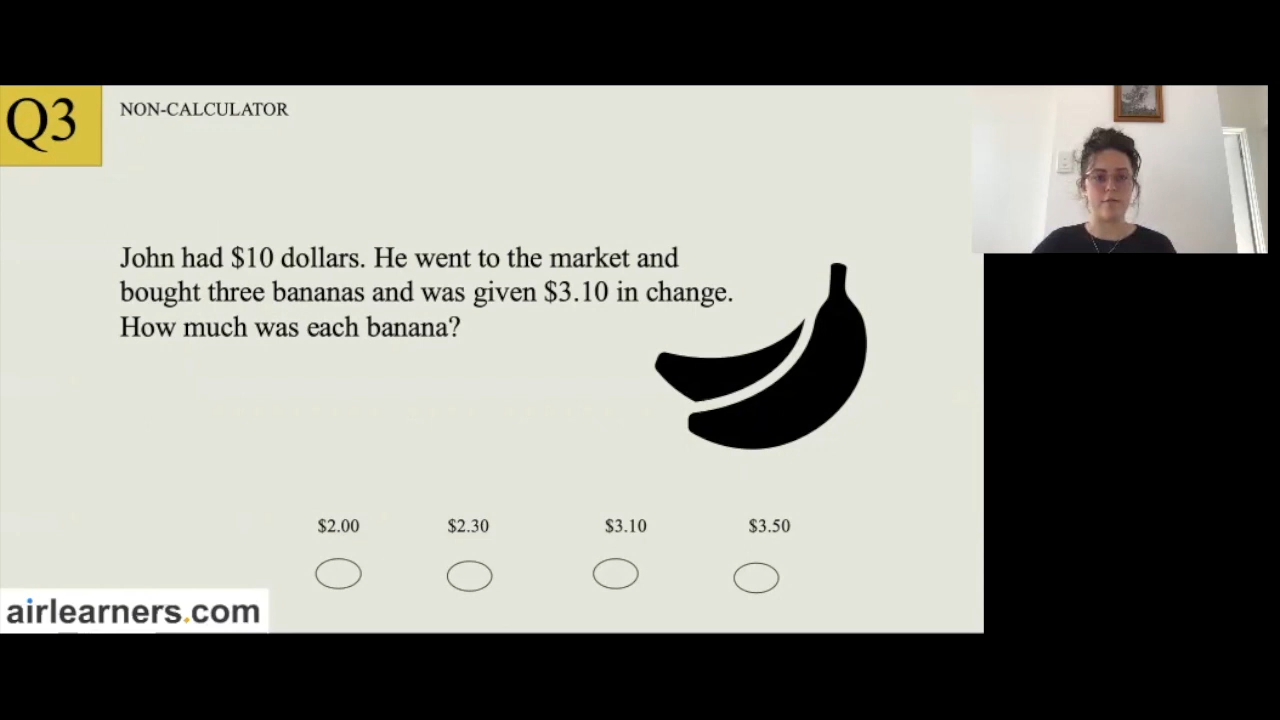 Q3
NON-CALCULATOR
John had $10 dollars. He went to the market and
bought three bananas and was given $3.10 in change.
How much was each banana?
$2.00 $2.30 $3.10 $3.50
airlearners.com